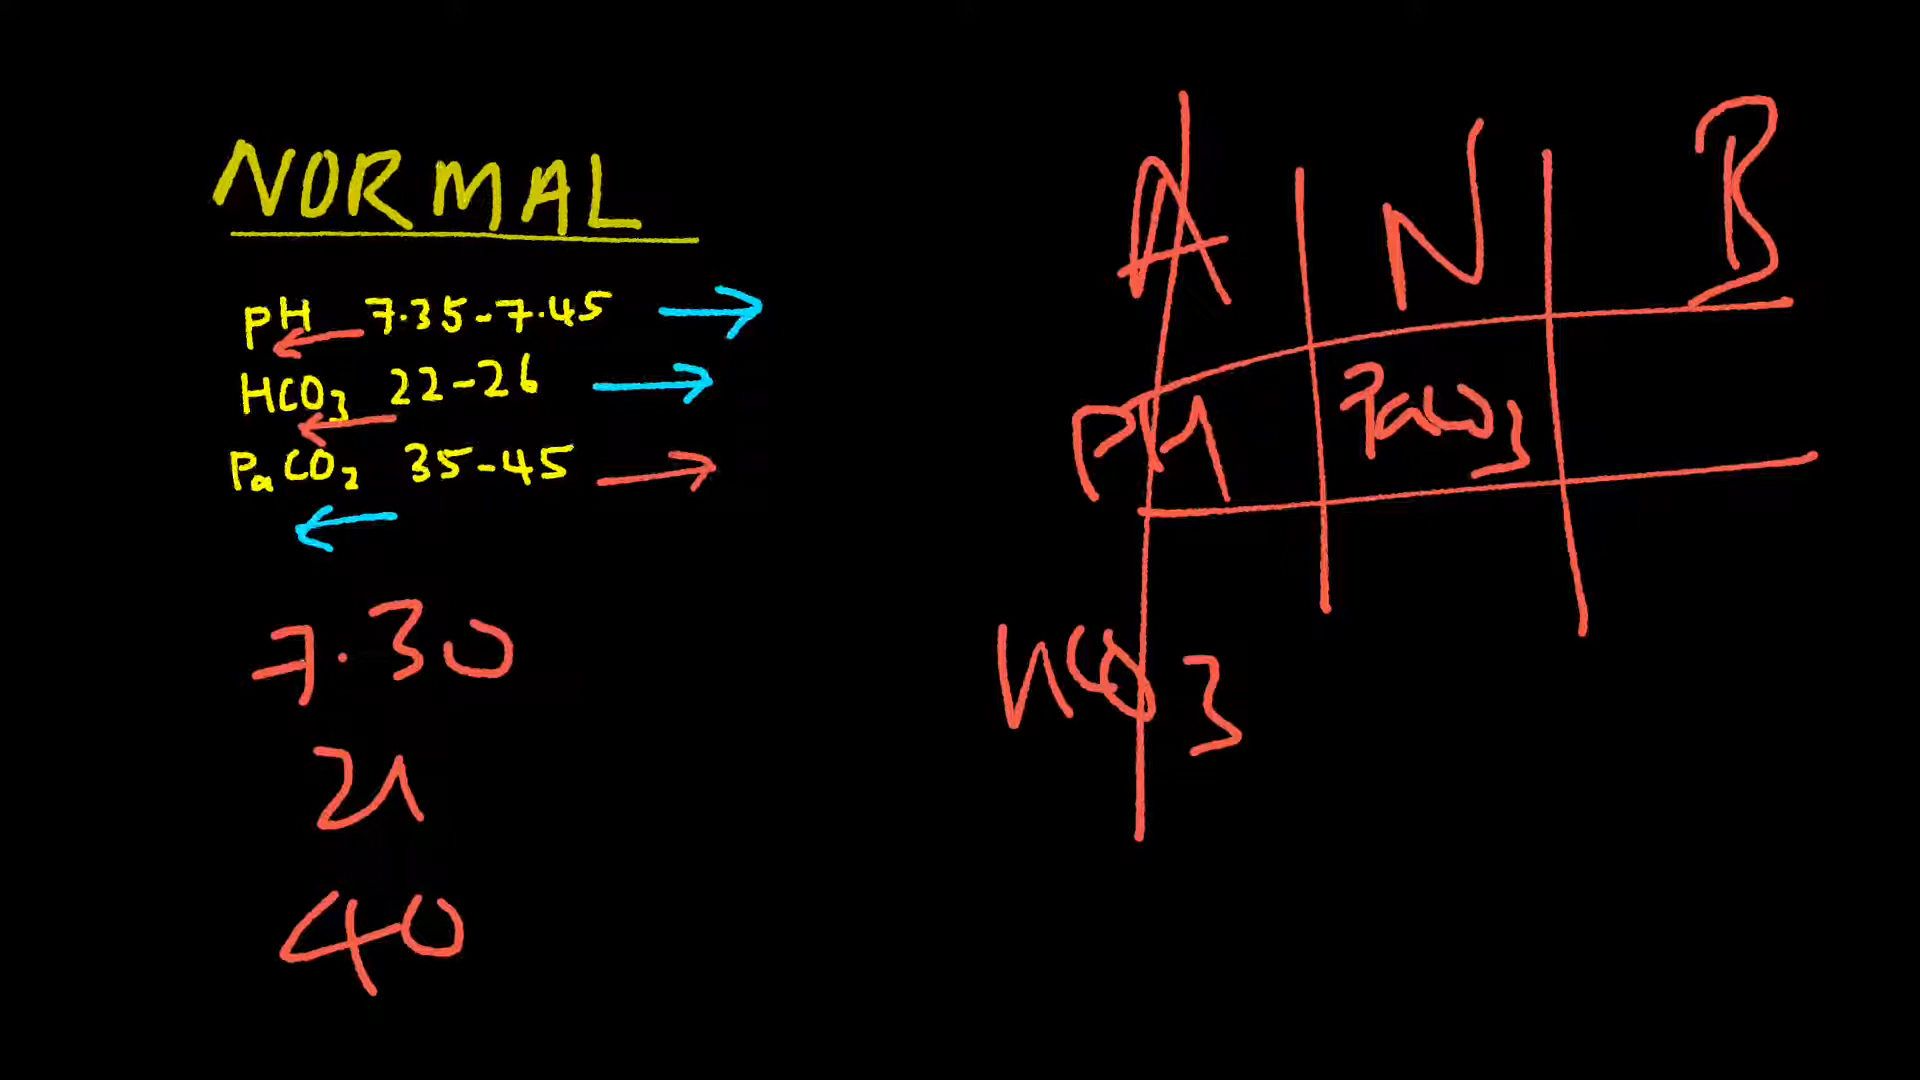 NORMAL
pH 7.35-7.45
HCO3 22-26
PaCO2 35-45
7.30
21
40
A N B
PH PaCO3
HCO3